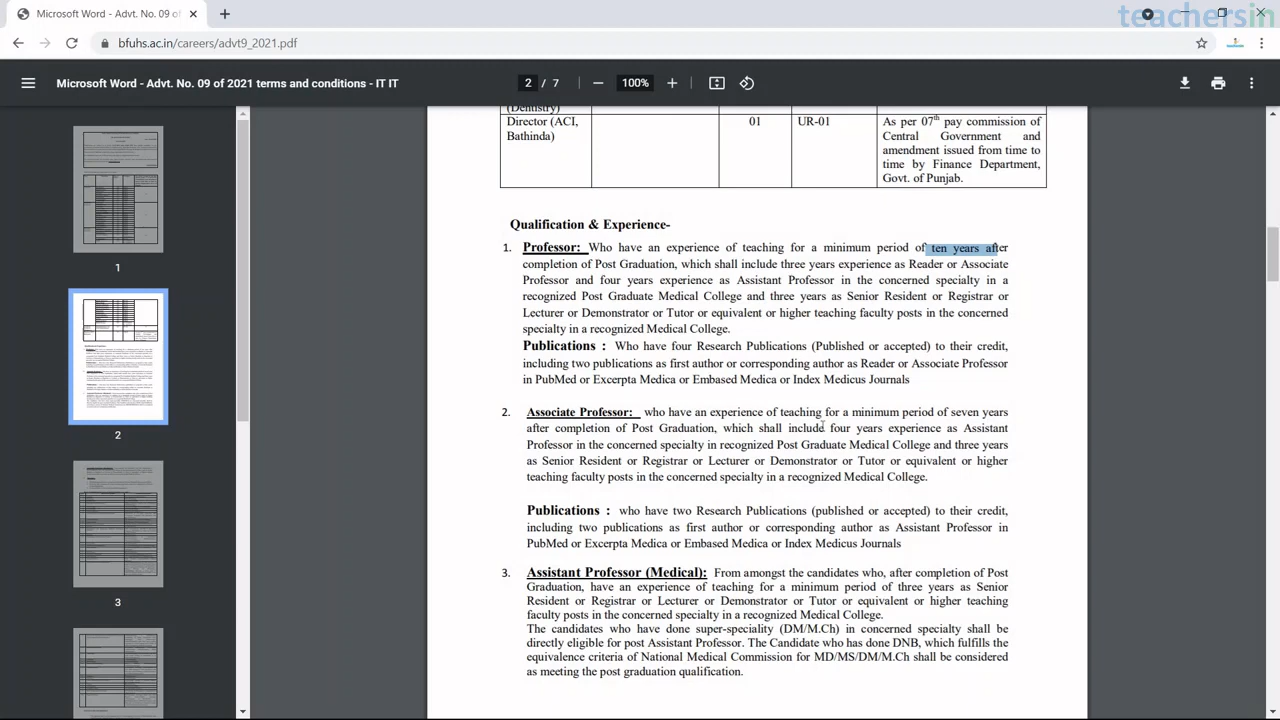 Microsoft Word - Advt. No. 09 of 2
teachersin
bfuhs.ac.in/careers/advt9_2021.pdf
Microsoft Word - Advt. No. 09 of 2021 terms and conditions - IT IT
2 / 7
100%
1
2
3
(Dentistry)
Director (ACI, Bathinda)
01
UR-01
As per 07th pay commission of
Central Government and
amendment issued from time to
time by Finance Department,
Govt. of Punjab.
Qualification & Experience-
1. Professor: Who have an experience of teaching for a minimum period of ten years after
completion of Post Graduation, which shall include three years experience as Reader or Associate
Professor and four years experience as Assistant Professor in the concerned specialty in a
recognized Post Graduate Medical College and three years as Senior Resident or Registrar or
Lecturer or Demonstrator or Tutor or equivalent or higher teaching faculty posts in the concerned
specialty in a recognized Medical College.
Publications : Who have four Research Publications (Published or accepted) to their credit,
including two publications as first author or corresponding author as Reader or Associate Professor
in PubMed or Excerpta Medica or Embased Medica or Index Medicus Journals
2. Associate Professor: who have an experience of teaching for a minimum period of seven years
after completion of Post Graduation, which shall include four years experience as Assistant
Professor in the concerned specialty in recognized Post Graduate Medical College and three years
as Senior Resident or Registrar or Lecturer or Demonstrator or Tutor or equivalent or higher
teaching faculty posts in the concerned specialty in a recognized Medical College.
Publications : who have two Research Publications (published or accepted) to their credit,
including two publications as first author or corresponding author as Assistant Professor in
PubMed or Excerpta Medica or Embased Medica or Index Medicus Journals
3. Assistant Professor (Medical): From amongst the candidates who, after completion of Post
Graduation, have an experience of teaching for a minimum period of three years as Senior
Resident or Registrar or Lecturer or Demonstrator or Tutor or equivalent or higher teaching
faculty posts in the concerned specialty in a recognized Medical College.
The candidates who have done super-speciality (DM/M.Ch) in concerned specialty shall be
directly eligible for post Assistant Professor. The Candidate who has done DNB, which fulfills the
equivalence criteria of National Medical Commission for MD/MS/DM/M.Ch shall be considered
as meeting the post graduation qualification.